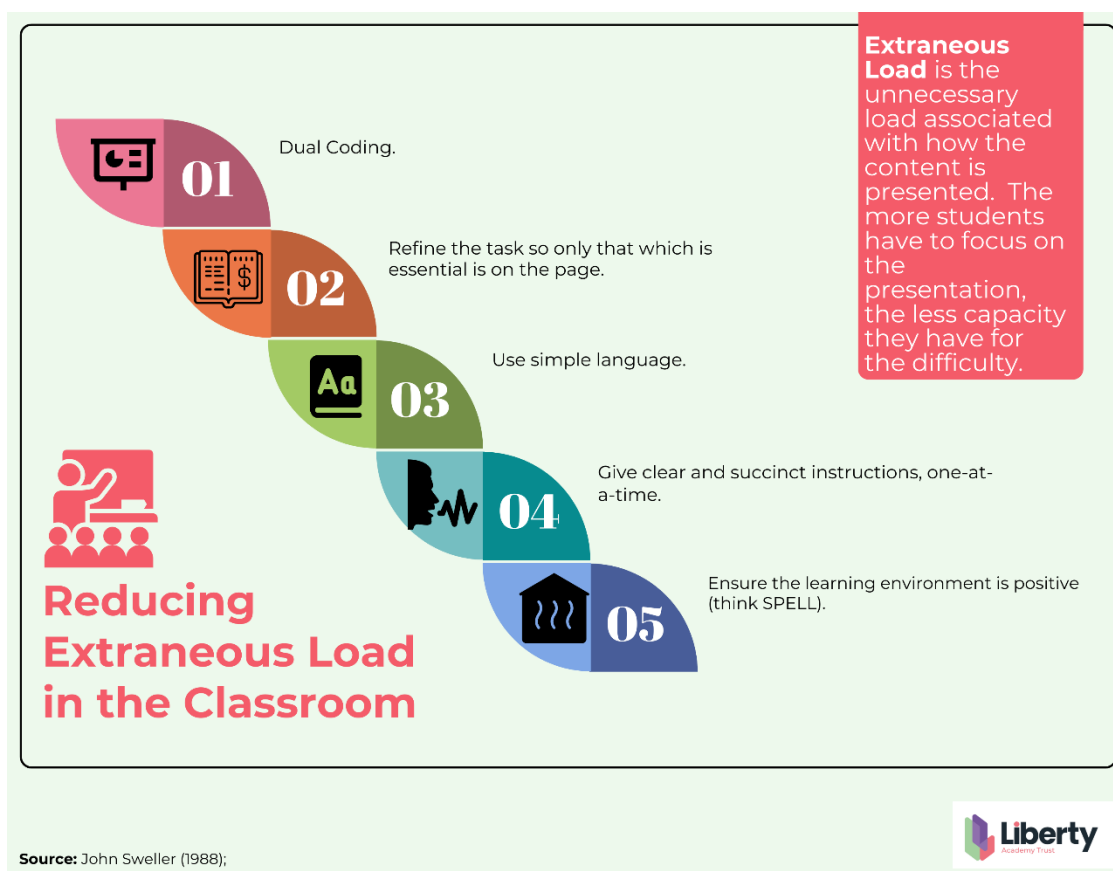 Extraneous
Load is the
unnecessary
load associated
with how the
content is
presented.  The
more students
have to focus on
the
presentation,
the less capacity
they have for
the difficulty.
01
Dual Coding.
$
02
Refine the task so only that which is
essential is on the page.
Aa
03
Use simple language.
04
Give clear and succinct instructions, one-at-
a-time.
05
Ensure the learning environment is positive
(think SPELL).
Reducing
Extraneous Load
in the Classroom
Liberty
Academy Trust
Source: John Sweller (1988);